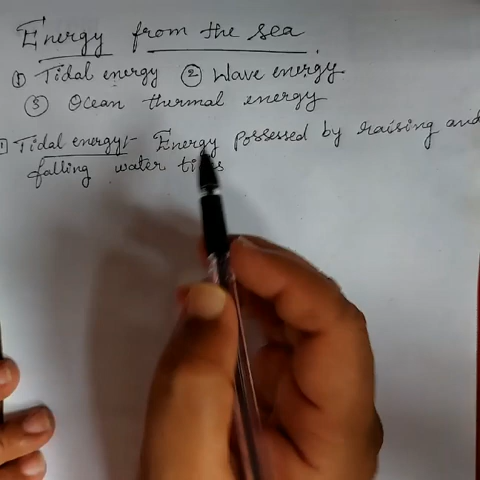 Energy from the sea
① Tidal energy ② Wave energy
③ Ocean thermal energy
1 Tidal energy:- Energy possessed by raising and
falling water tides